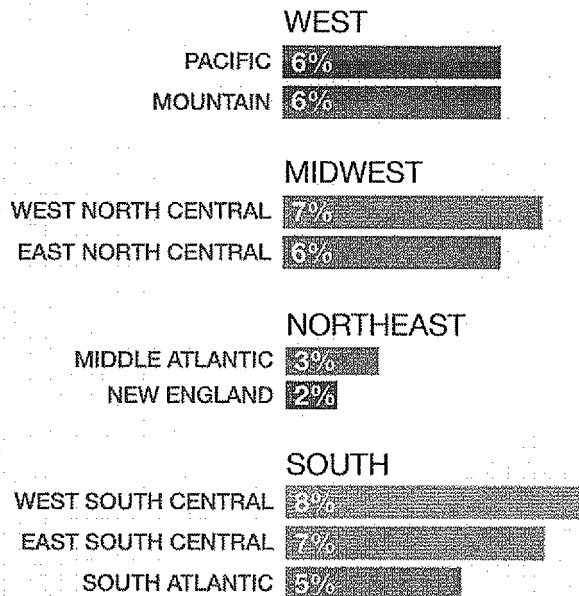 WEST
PACIFIC 6%
MOUNTAIN 6%
MIDWEST
WEST NORTH CENTRAL 7%
EAST NORTH CENTRAL 6%
NORTHEAST
MIDDLE ATLANTIC 3%
NEW ENGLAND 2%
SOUTH
WEST SOUTH CENTRAL 8%
EAST SOUTH CENTRAL 7%
SOUTH ATLANTIC 5%